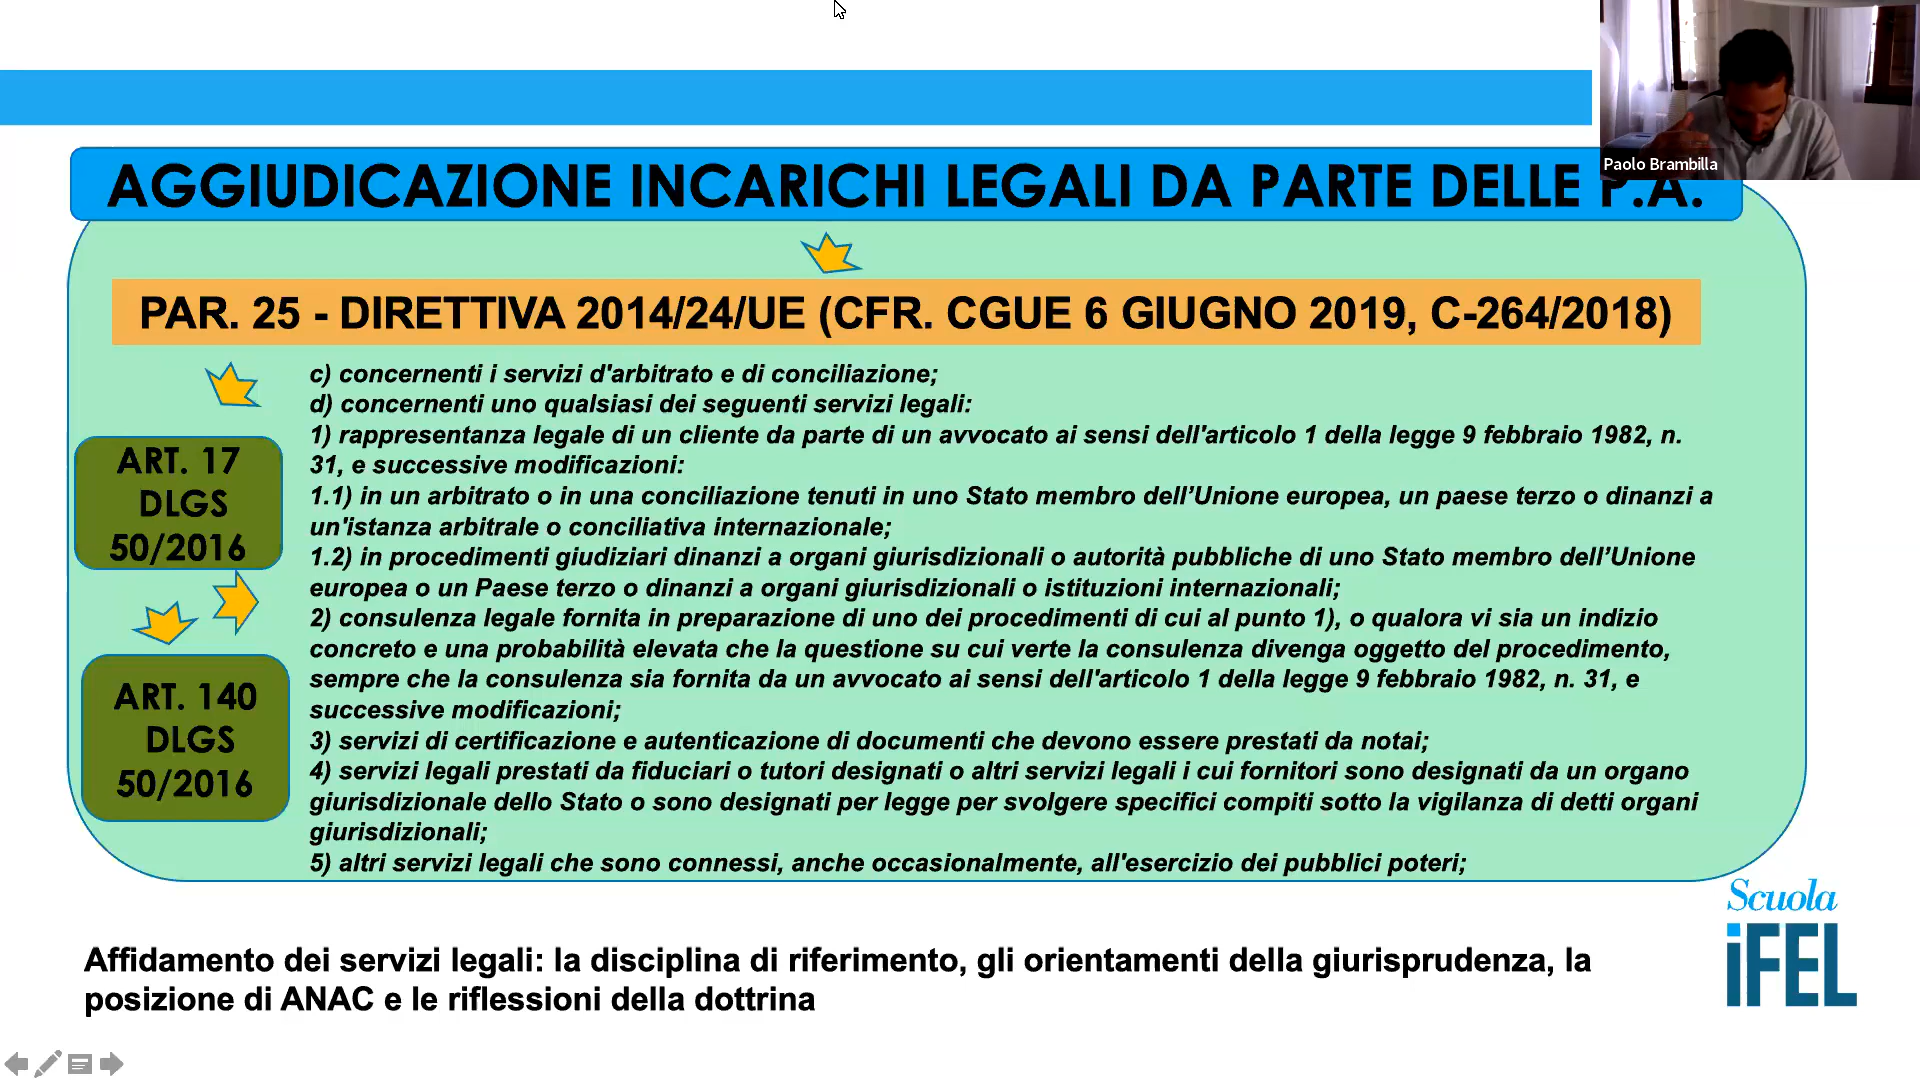 Paolo Brambilla
AGGIUDICAZIONE INCARICHI LEGALI DA PARTE DELLE P.A.
PAR. 25 - DIRETTIVA 2014/24/UE (CFR. CGUE 6 GIUGNO 2019, C-264/2018)
c) concernenti i servizi d'arbitrato e di conciliazione;
d) concernenti uno qualsiasi dei seguenti servizi legali:
1) rappresentanza legale di un cliente da parte di un avvocato ai sensi dell'articolo 1 della legge 9 febbraio 1982, n.
31, e successive modificazioni:
1.1) in un arbitrato o in una conciliazione tenuti in uno Stato membro dell’Unione europea, un paese terzo o dinanzi a
un'istanza arbitrale o conciliativa internazionale;
1.2) in procedimenti giudiziari dinanzi a organi giurisdizionali o autorità pubbliche di uno Stato membro dell’Unione
europea o un Paese terzo o dinanzi a organi giurisdizionali o istituzioni internazionali;
2) consulenza legale fornita in preparazione di uno dei procedimenti di cui al punto 1), o qualora vi sia un indizio
concreto e una probabilità elevata che la questione su cui verte la consulenza divenga oggetto del procedimento,
sempre che la consulenza sia fornita da un avvocato ai sensi dell'articolo 1 della legge 9 febbraio 1982, n. 31, e
successive modificazioni;
3) servizi di certificazione e autenticazione di documenti che devono essere prestati da notai;
4) servizi legali prestati da fiduciari o tutori designati o altri servizi legali i cui fornitori sono designati da un organo
giurisdizionale dello Stato o sono designati per legge per svolgere specifici compiti sotto la vigilanza di detti organi
giurisdizionali;
5) altri servizi legali che sono connessi, anche occasionalmente, all'esercizio dei pubblici poteri;
ART. 17
DLGS
50/2016
ART. 140
DLGS
50/2016
Affidamento dei servizi legali: la disciplina di riferimento, gli orientamenti della giurisprudenza, la
posizione di ANAC e le riflessioni della dottrina
Scuola
iFEL